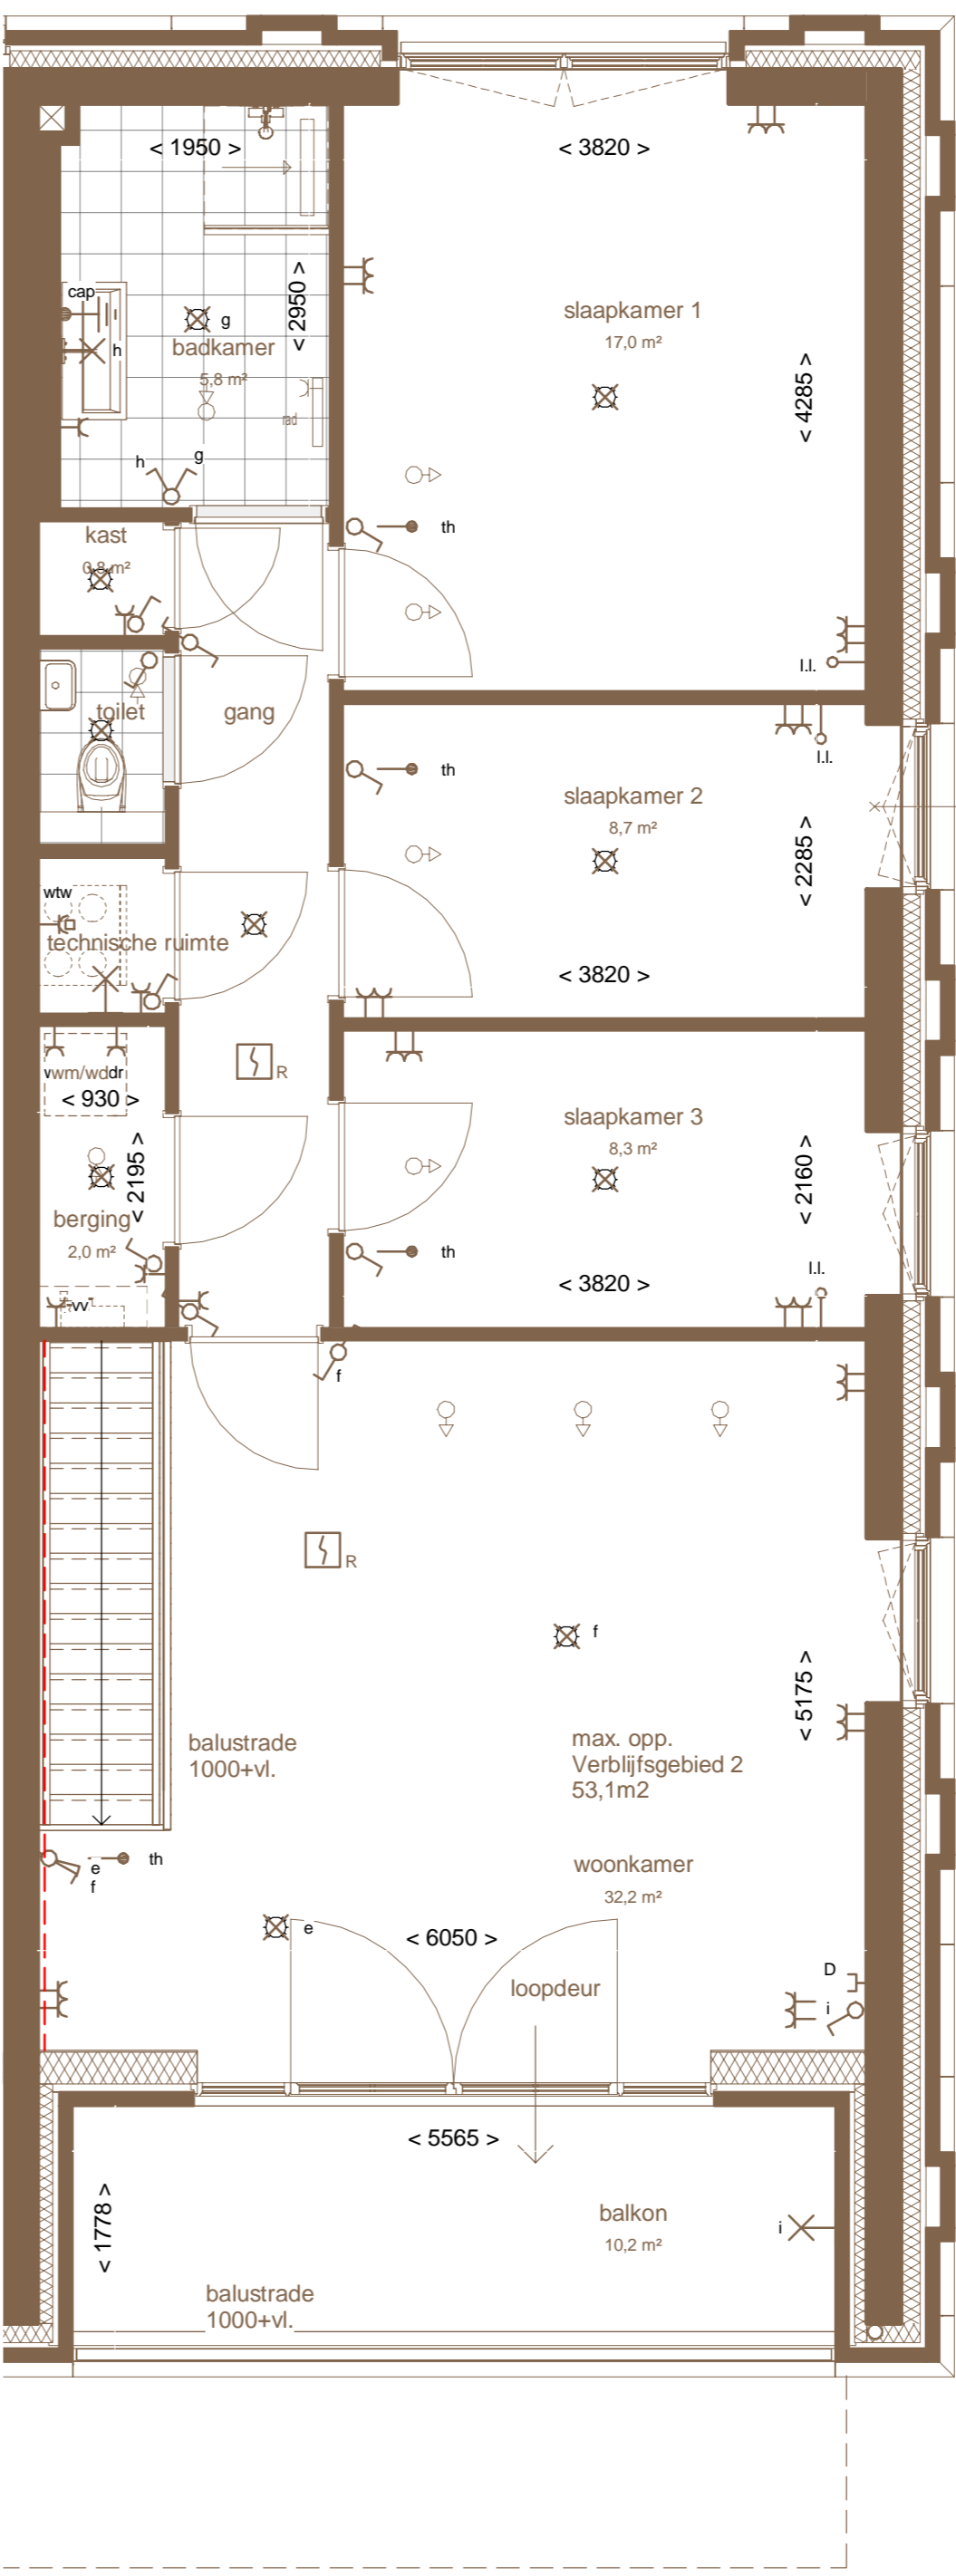 < 1950 >
< 3820 >
cap
g
< 2950 >
slaapkamer 1
17,0 m²
h
badkamer
5,8 m²
< 4285 >
rad
h
g
th
kast
0,8 m²
l.l.
toilet
gang
l.l.
th
slaapkamer 2
8,7 m²
< 2285 >
wtw
technische ruimte
< 3820 >
R
wm/wddr
< 930 >
slaapkamer 3
8,3 m²
< 2195 >
< 2160 >
berging
2,0 m²
th
l.l.
< 3820 >
vv
f
R
f
< 5175 >
balustrade
1000+vl.
max. opp.
Verblijfsgebied 2
53,1m2
e
f
th
woonkamer
32,2 m²
e
< 6050 >
loopdeur
D
i
< 5565 >
< 1778 >
balkon
10,2 m²
i
balustrade
1000+vl.